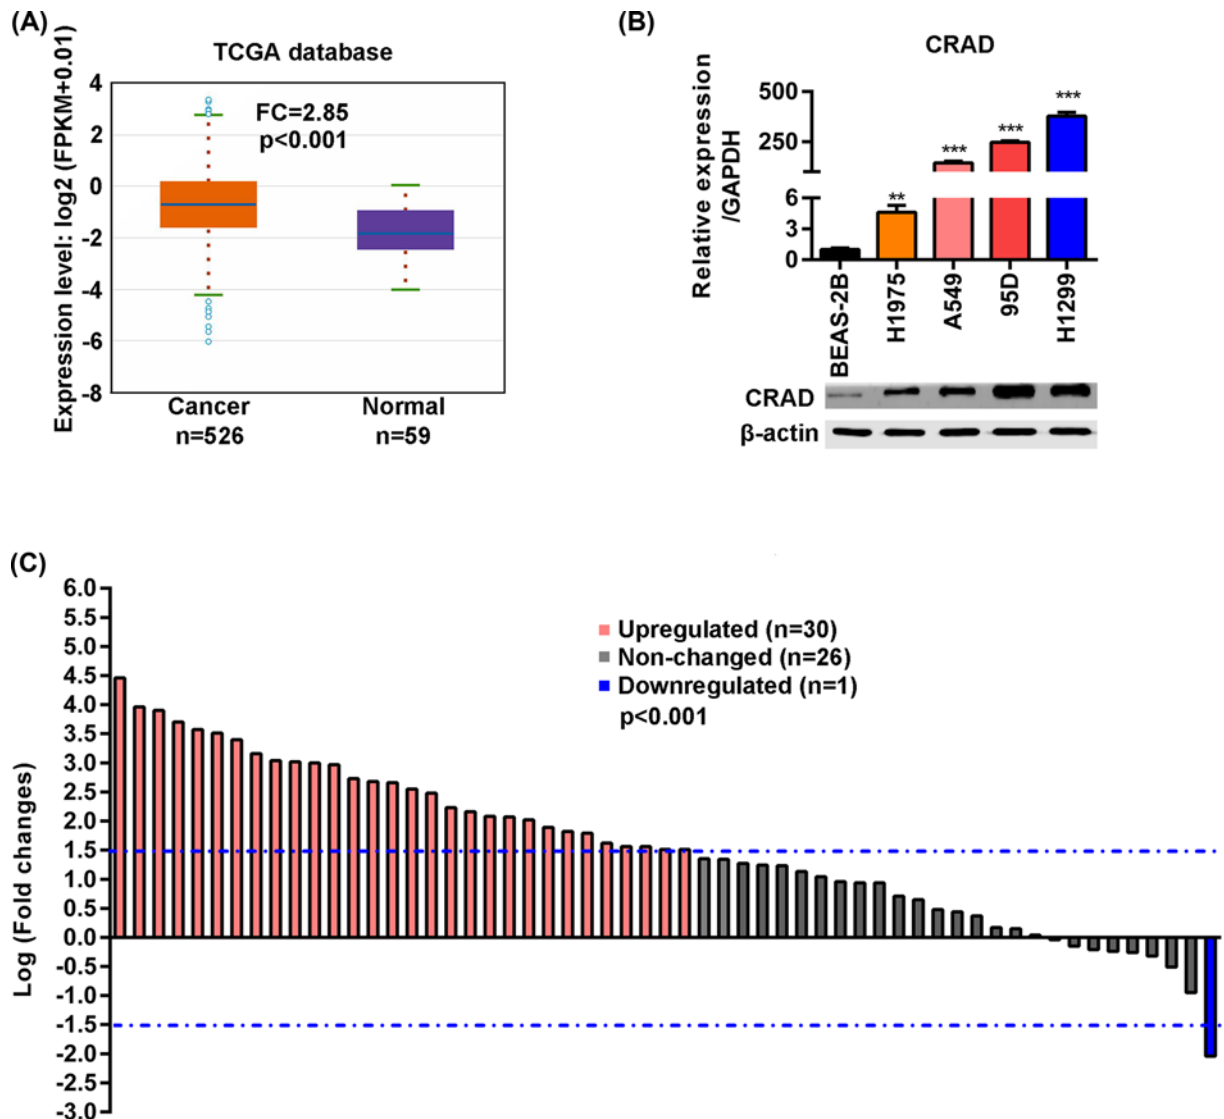 (A)
TCGA database
Expression level: log2 (FPKM+0.01)
4
2
0
-2
-4
-6
-8
FC=2.85
p<0.001
Cancer
n=526
Normal
n=59
(B)
CRAD
Relative expression
/GAPDH
500
250
6
3
0
**
***
***
***
BEAS-2B
H1975
A549
95D
H1299
CRAD
β-actin
(C)
Log (Fold changes)
6.0
5.5
5.0
4.5
4.0
3.5
3.0
2.5
2.0
1.5
1.0
0.5
0.0
-0.5
-1.0
-1.5
-2.0
-2.5
-3.0
Upregulated (n=30)
Non-changed (n=26)
Downregulated (n=1)
p<0.001